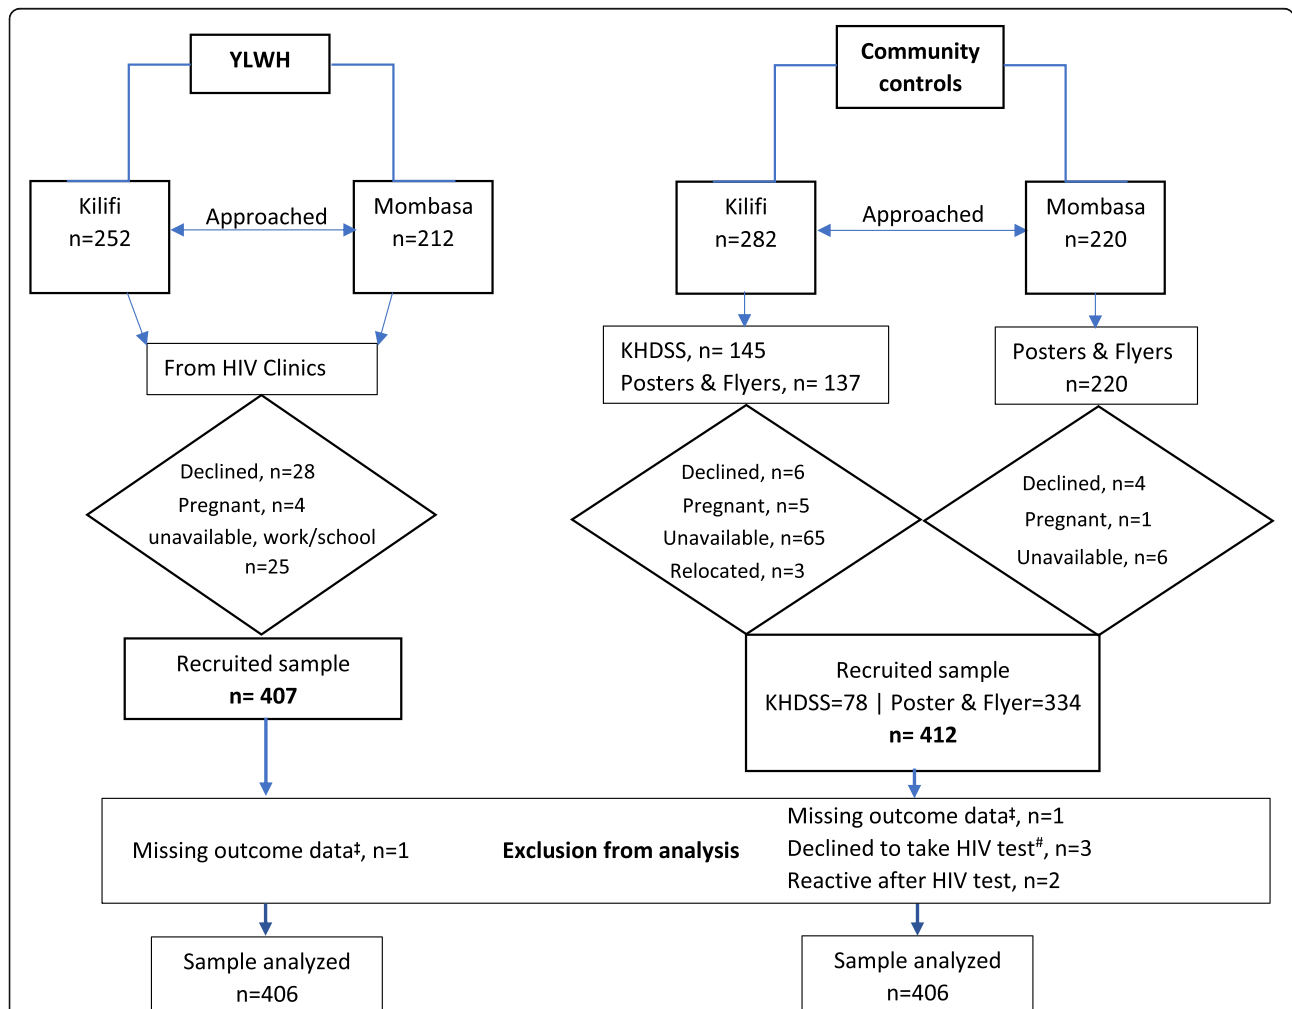 YLWH
Community
controls
Kilifi
n=252
Approached
Mombasa
n=212
Kilifi
n=282
Approached
Mombasa
n=220
From HIV Clinics
KHDSS, n= 145
Posters & Flyers, n= 137
Posters & Flyers
n=220
Declined, n=28
Pregnant, n=4
unavailable, work/school
n=25
Declined, n=6
Pregnant, n=5
Unavailable, n=65
Relocated, n=3
Declined, n=4
Pregnant, n=1
Unavailable, n=6
Recruited sample
n= 407
Recruited sample
KHDSS=78 | Poster & Flyer=334
n= 412
Missing outcome data‡, n=1
Exclusion from analysis
Missing outcome data‡, n=1
Declined to take HIV test#, n=3
Reactive after HIV test, n=2
Sample analyzed
n=406
Sample analyzed
n=406